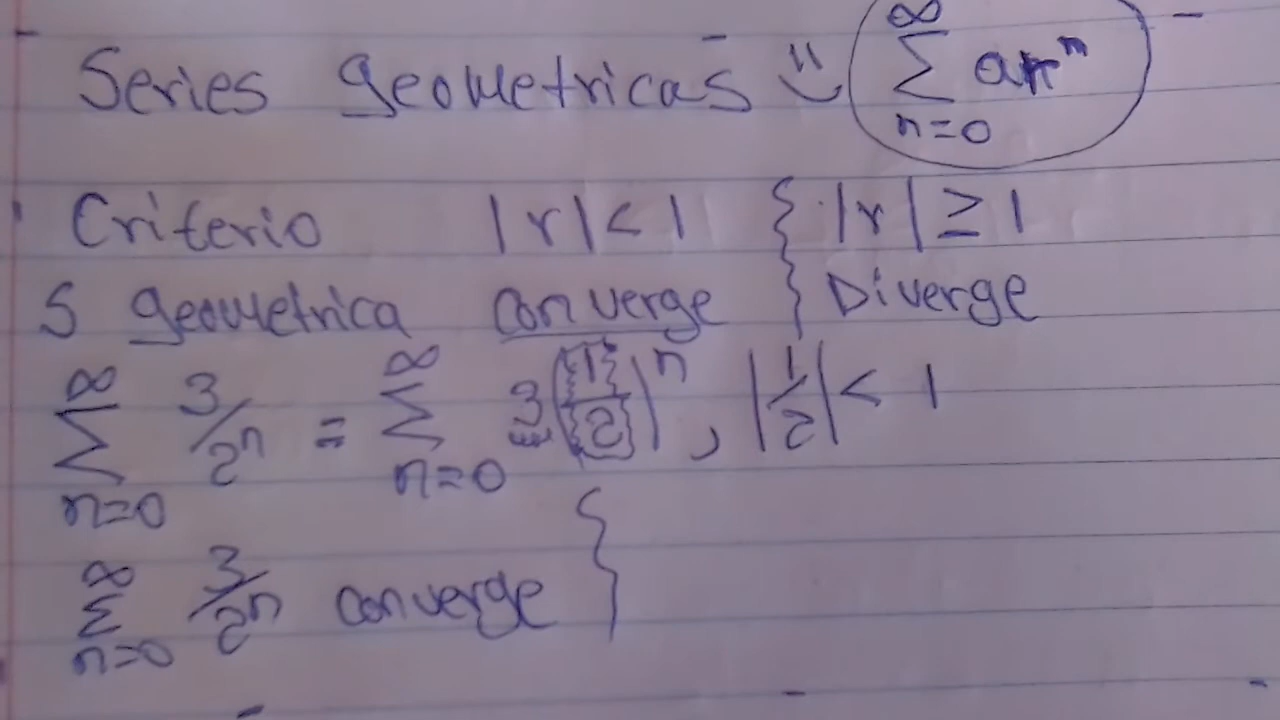 Series geometricas ∑_{n=0}^{∞} ar^n
Criterio |r| < 1 } |r| ≥ 1
S geometrica converge } Diverge
∑_{n=0}^{∞} 3/2^n = ∑_{n=0}^{∞} 3(1/2)^n , |1/2| < 1
∑_{n=0}^{∞} 3/2^n converge }